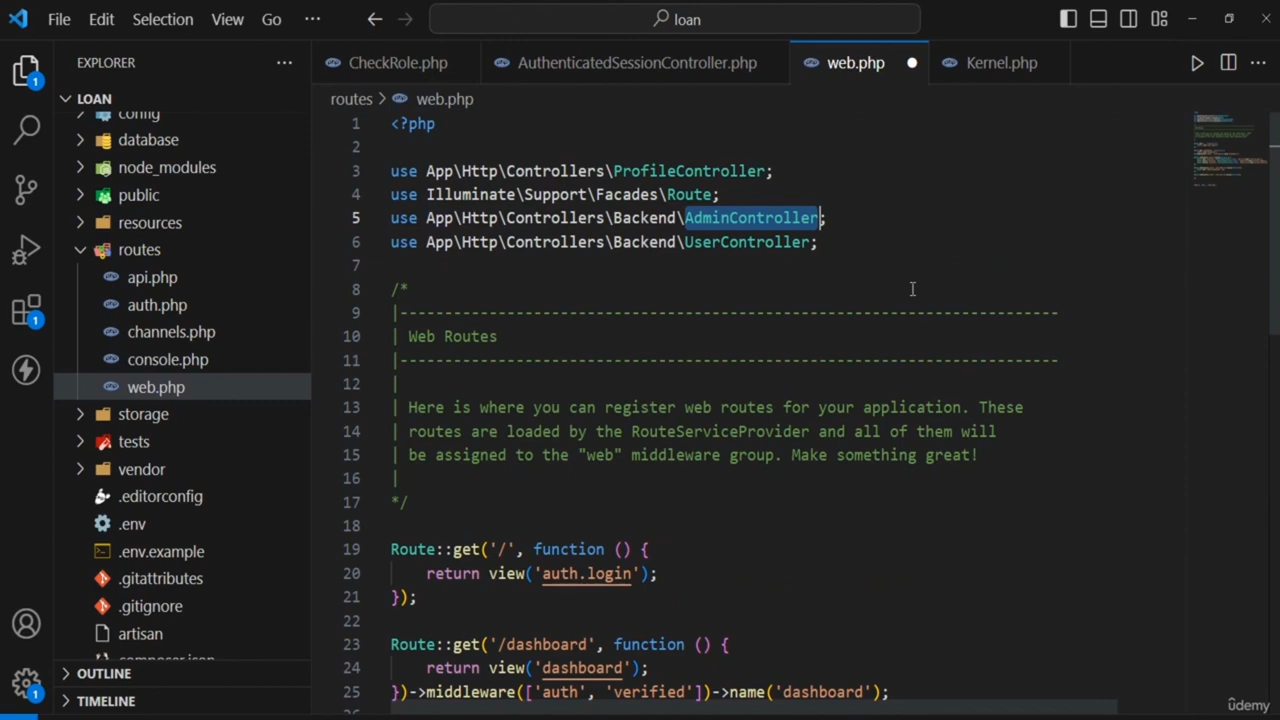 File Edit Selection View Go ··· loan
EXPLORER ···
LOAN
config
database
node_modules
public
resources
routes
api.php
auth.php
channels.php
console.php
web.php
storage
tests
vendor
.editorconfig
.env
.env.example
.gitattributes
.gitignore
artisan
composer.json
OUTLINE
TIMELINE
1
1
1
CheckRole.php AuthenticatedSessionController.php web.php Kernel.php
routes > web.php
1 <?php
2
3 use App\Http\Controllers\ProfileController;
4 use Illuminate\Support\Facades\Route;
5 use App\Http\Controllers\Backend\AdminController;
6 use App\Http\Controllers\Backend\UserController;
7
8 /*
9 |--------------------------------------------------------------------------
10 | Web Routes
11 |--------------------------------------------------------------------------
12 |
13 | Here is where you can register web routes for your application. These
14 | routes are loaded by the RouteServiceProvider and all of them will
15 | be assigned to the "web" middleware group. Make something great!
16 |
17 */
18
19 Route::get('/', function () {
20 return view('auth.login');
21 });
22
23 Route::get('/dashboard', function () {
24 return view('dashboard');
25 })->middleware(['auth', 'verified'])->name('dashboard');
ûdemy